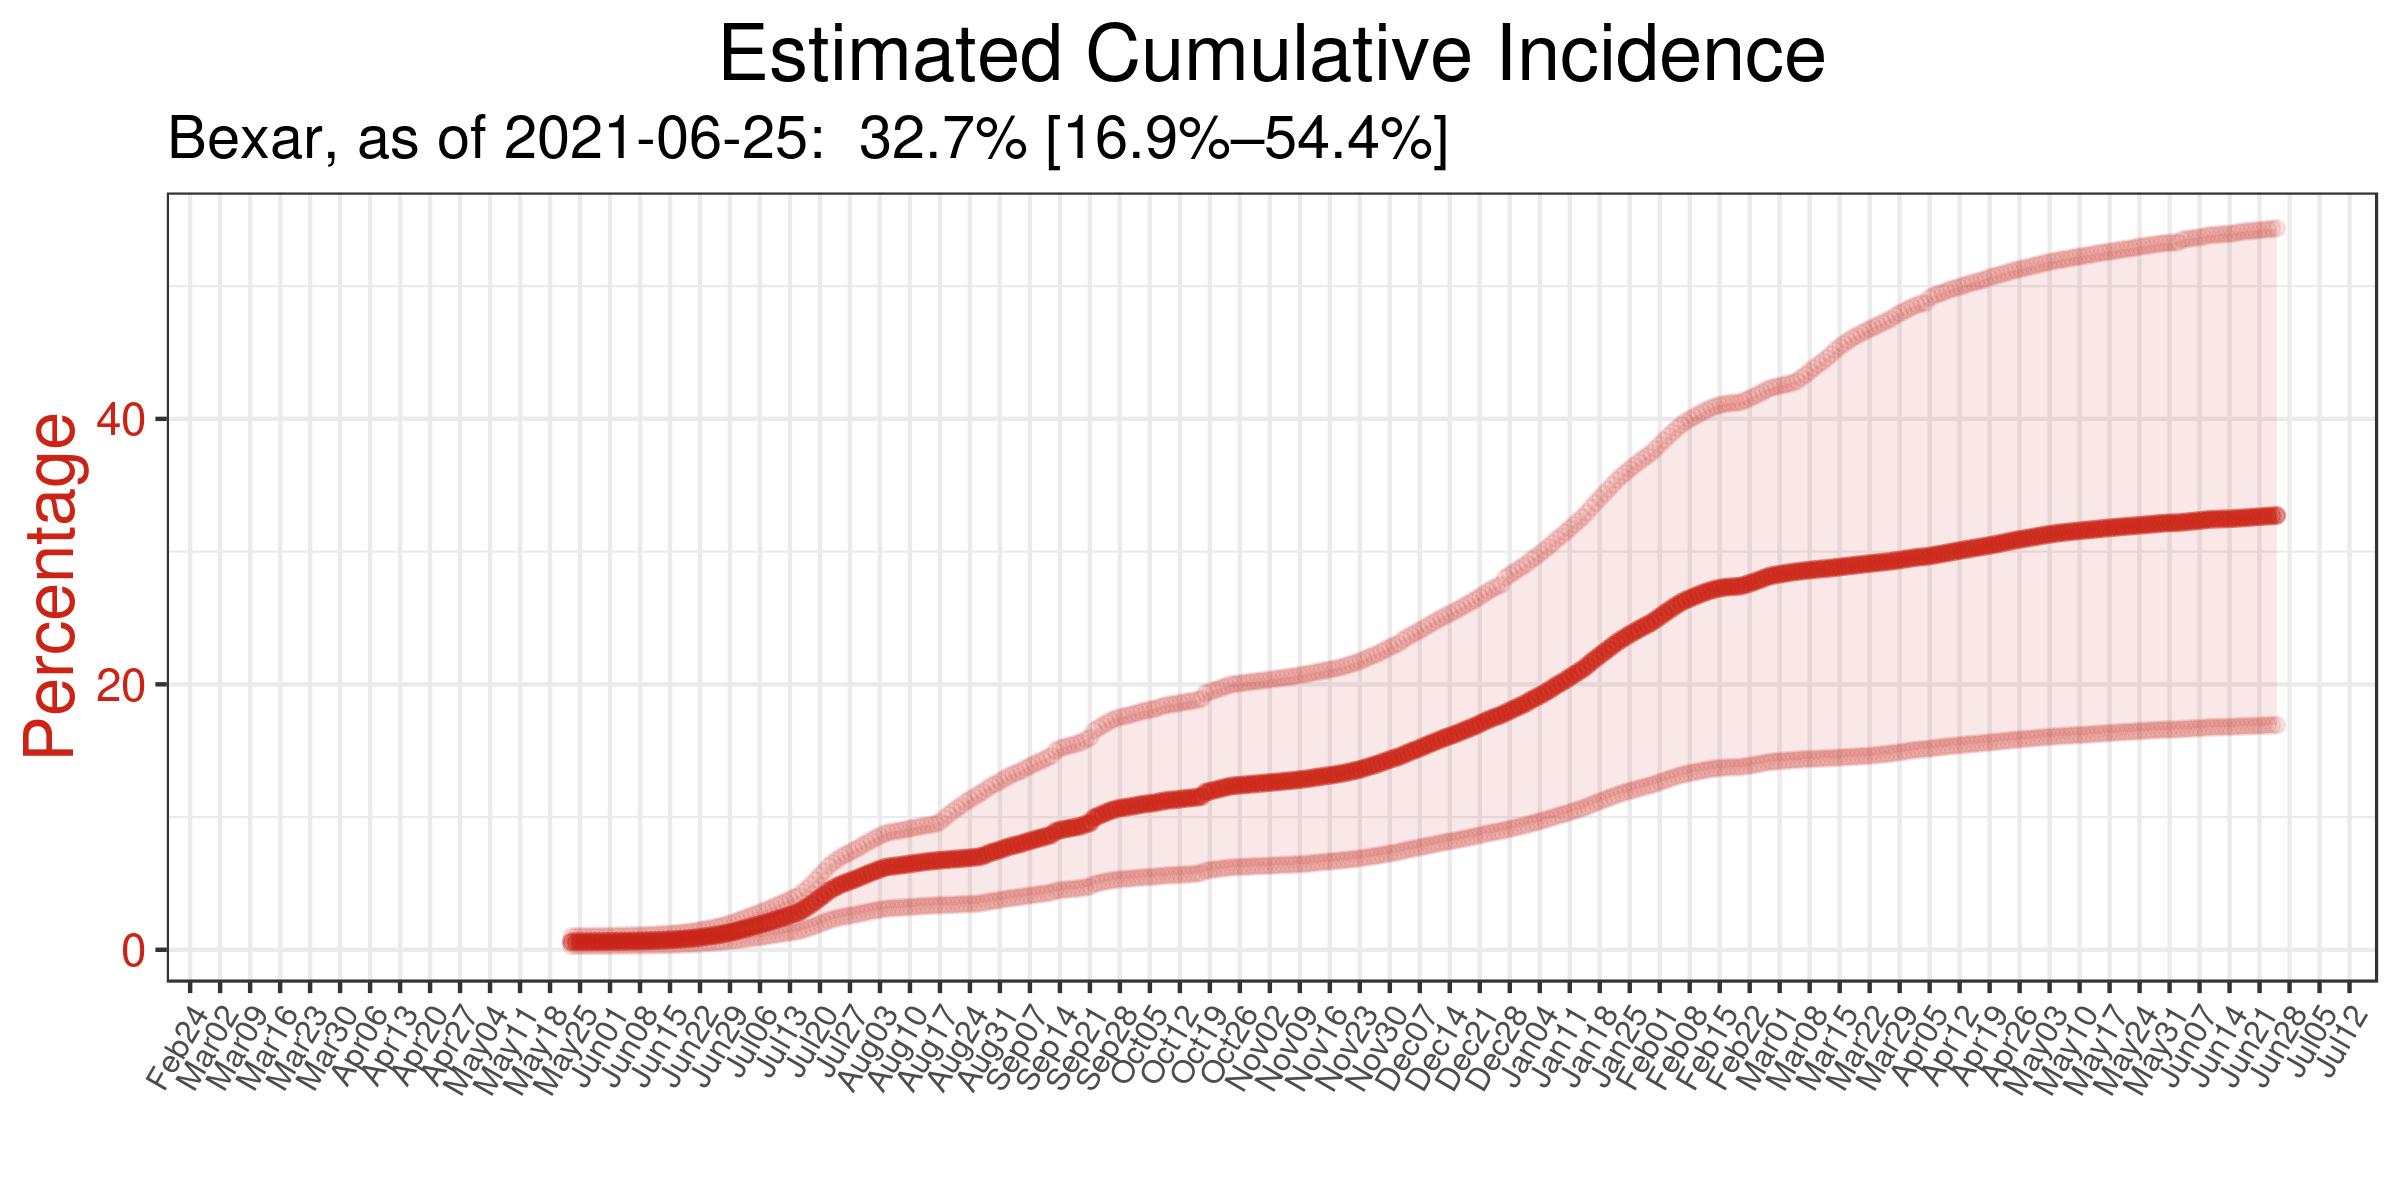 Estimated Cumulative Incidence
Bexar, as of 2021-06-25:  32.7% [16.9%–54.4%]
Percentage
40
20
0
Feb24
Mar02
Mar09
Mar16
Mar23
Mar30
Apr06
Apr13
Apr20
Apr27
May04
May11
May18
May25
Jun01
Jun08
Jun15
Jun22
Jun29
Jul06
Jul13
Jul20
Jul27
Aug03
Aug10
Aug17
Aug24
Aug31
Sep07
Sep14
Sep21
Sep28
Oct05
Oct12
Oct19
Oct26
Nov02
Nov09
Nov16
Nov23
Nov30
Dec07
Dec14
Dec21
Dec28
Jan04
Jan11
Jan18
Jan25
Feb01
Feb08
Feb15
Feb22
Mar01
Mar08
Mar15
Mar22
Mar29
Apr05
Apr12
Apr19
Apr26
May03
May10
May17
May24
May31
Jun07
Jun14
Jun21
Jun28
Jul05
Jul12